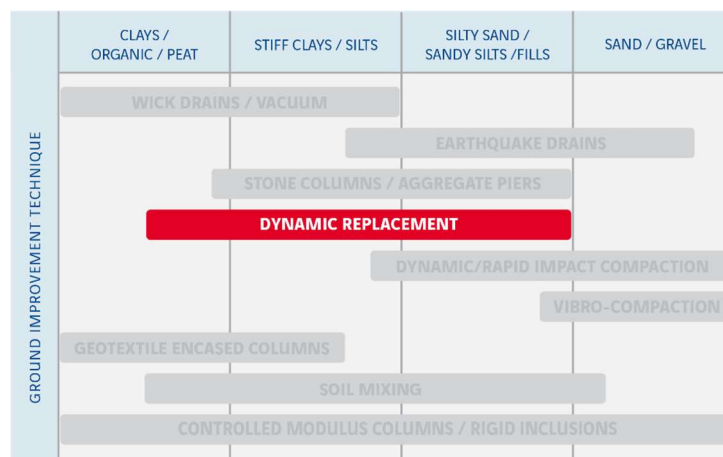 CLAYS /
ORGANIC / PEAT
STIFF CLAYS / SILTS
SILTY SAND /
SANDY SILTS /FILLS
SAND / GRAVEL
GROUND IMPROVEMENT TECHNIQUE
WICK DRAINS / VACUUM
EARTHQUAKE DRAINS
STONE COLUMNS / AGGREGATE PIERS
DYNAMIC REPLACEMENT
DYNAMIC/RAPID IMPACT COMPACTION
VIBRO-COMPACTION
GEOTEXTILE ENCASED COLUMNS
SOIL MIXING
CONTROLLED MODULUS COLUMNS / RIGID INCLUSIONS